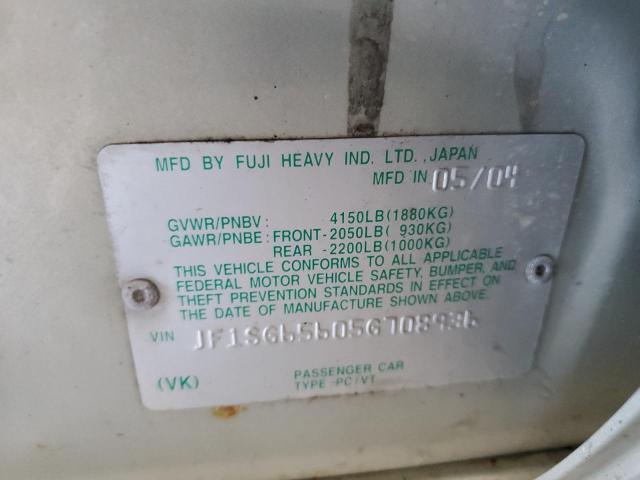 MFD BY FUJI HEAVY IND. LTD., JAPAN
MFD IN 05/04
GVWR/PNBV: 4150LB(1880KG)
GAWR/PNBE: FRONT-2050LB( 930KG)
REAR -2200LB(1000KG)
THIS VEHICLE CONFORMS TO ALL APPLICABLE
FEDERAL MOTOR VEHICLE SAFETY, BUMPER, AND
THEFT PREVENTION STANDARDS IN EFFECT ON
THE DATE OF MANUFACTURE SHOWN ABOVE.
VIN
(VK) PASSENGER CAR
TYPE -PC/VT